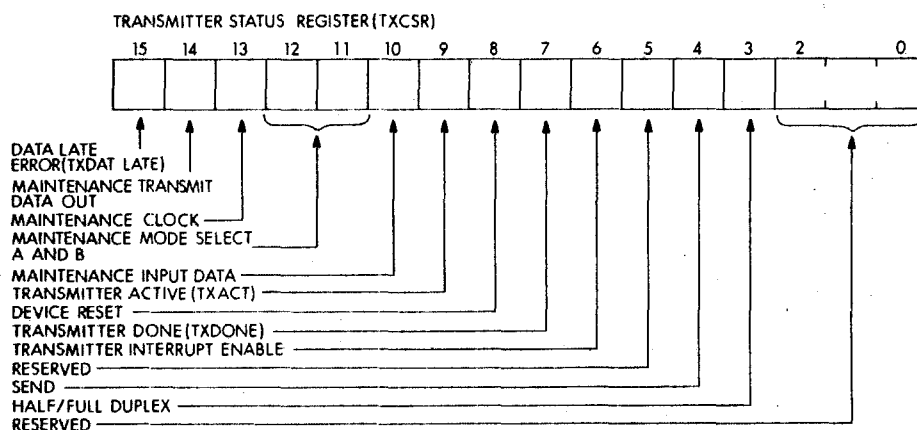 TRANSMITTER STATUS REGISTER (TXCSR)
15 14 13 12 11 10 9 8 7 6 5 4 3 2 0
DATA LATE
ERROR(TXDAT LATE)
MAINTENANCE TRANSMIT
DATA OUT
MAINTENANCE CLOCK
MAINTENANCE MODE SELECT
A AND B
MAINTENANCE INPUT DATA
TRANSMITTER ACTIVE (TXACT)
DEVICE RESET
TRANSMITTER DONE (TXDONE)
TRANSMITTER INTERRUPT ENABLE
RESERVED
SEND
HALF/FULL DUPLEX
RESERVED